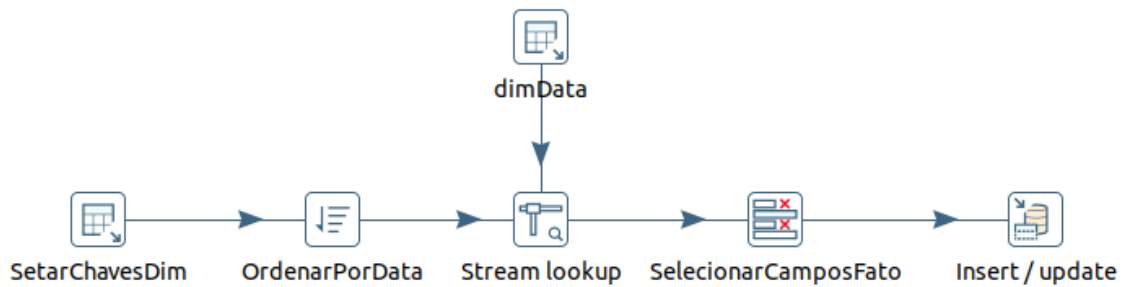 dimData
SetarChavesDim
OrdenarPorData
Stream lookup
SelecionarCamposFato
Insert / update